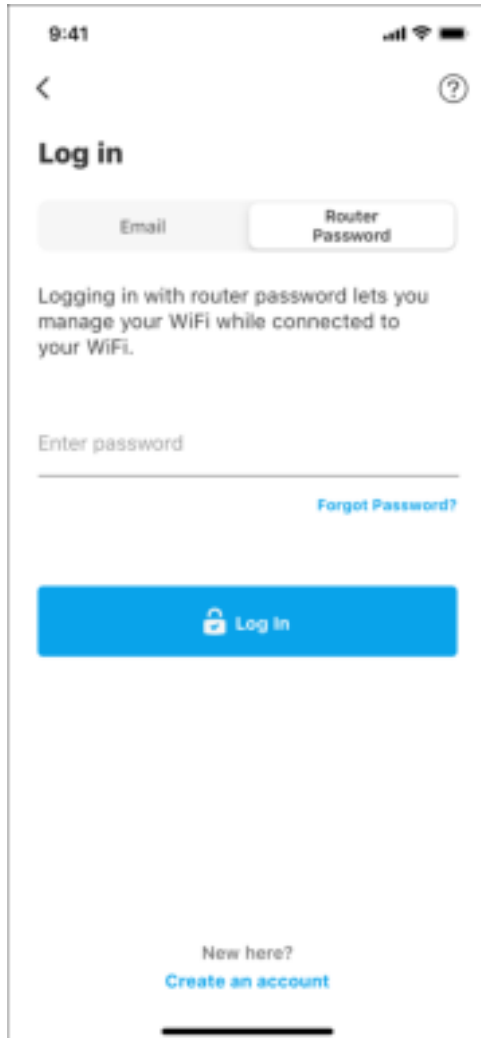 9:41
Log in
Email
Router
Password
Logging in with router password lets you
manage your WiFi while connected to
your WiFi.
Enter password
Forgot Password?
Log In
New here?
Create an account